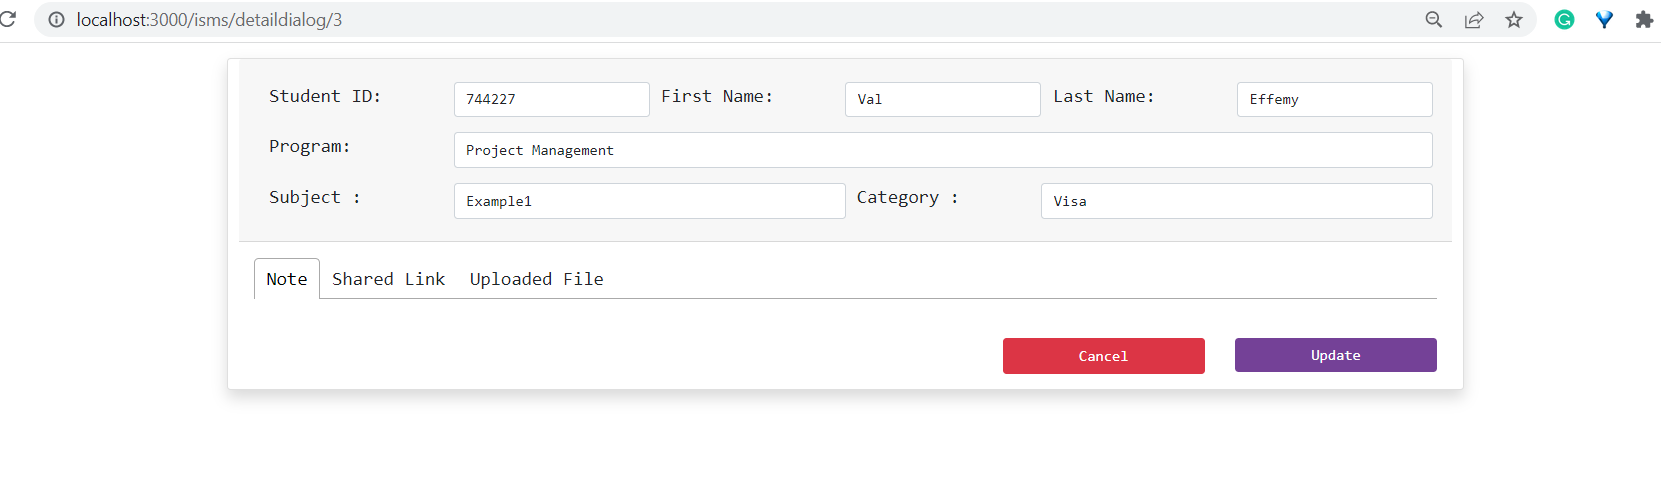 localhost:3000/isms/detaildialog/3
Student ID: 744227 First Name: Val Last Name: Effemy
Program: Project Management
Subject : Example1 Category : Visa
Note Shared Link Uploaded File
Cancel Update